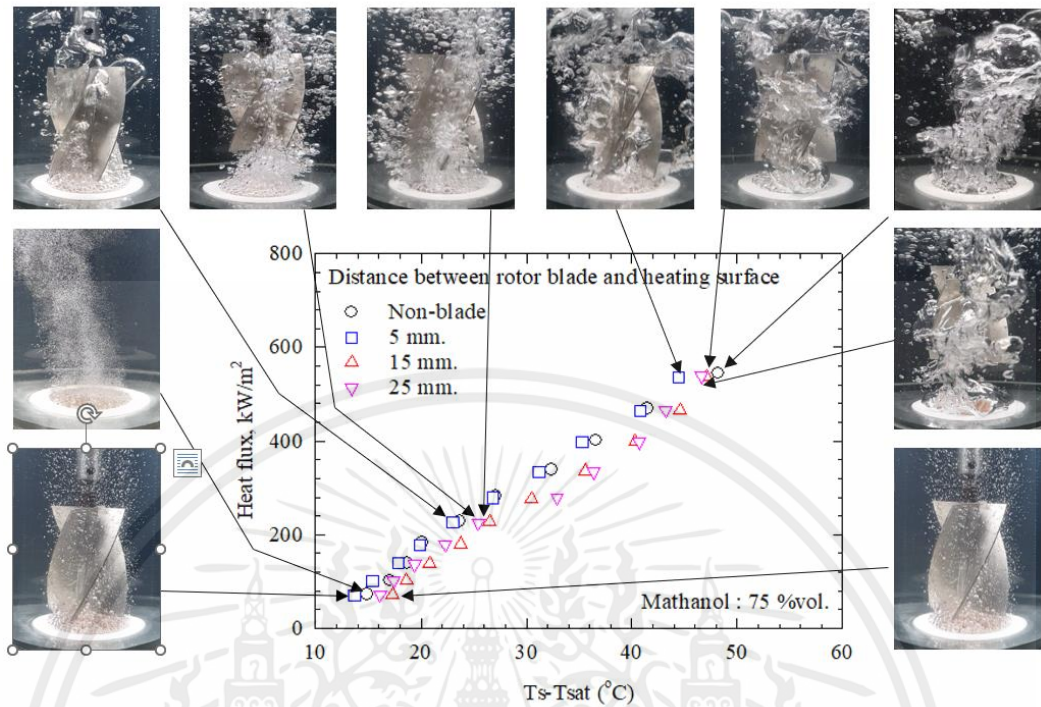 800
600
400
200
0
Heat flux, kW/m²
Distance between rotor blade and heating surface
Non-blade
5 mm.
15 mm.
25 mm.
Mathanol : 75 %vol.
10 20 30 40 50 60
Ts-Tsat (°C)